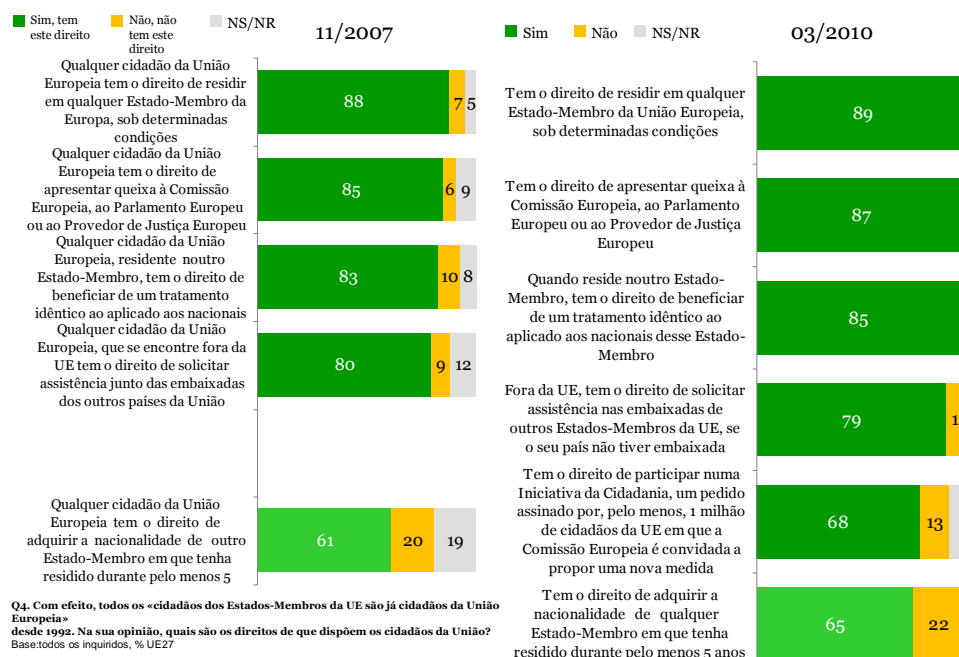 Sim, tem
este direito
Não, não
tem este
direito
NS/NR
11/2007
Qualquer cidadão da União
Europeia tem o direito de residir
em qualquer Estado-Membro da
Europa, sob determinadas
condições
88
7
5
Qualquer cidadão da União
Europeia tem o direito de
apresentar queixa à Comissão
Europeia, ao Parlamento Europeu
ou ao Provedor de Justiça Europeu
85
6
9
Qualquer cidadão da União
Europeia, residente noutro
Estado-Membro, tem o direito de
beneficiar de um tratamento
idêntico ao aplicado aos nacionais
83
10
8
Qualquer cidadão da União
Europeia, que se encontre fora da
UE tem o direito de solicitar
assistência junto das embaixadas
dos outros países da União
80
9
12
Qualquer cidadão da União
Europeia tem o direito de
adquirir a nacionalidade de outro
Estado-Membro em que tenha
residido durante pelo menos 5
61
20
19
Q4. Com efeito, todos os «cidadãos dos Estados-Membros da UE são já cidadãos da União
Europeia»
desde 1992. Na sua opinião, quais são os direitos de que dispõem os cidadãos da União?
Base:todos os inquiridos, % UE27
Sim
Não
NS/NR
03/2010
Tem o direito de residir em qualquer
Estado-Membro da União Europeia,
sob determinadas condições
89
Tem o direito de apresentar queixa à
Comissão Europeia, ao Parlamento
Europeu ou ao Provedor de Justiça
Europeu
87
Quando reside noutro Estado-
Membro, tem o direito de beneficiar
de um tratamento idêntico ao
aplicado aos nacionais desse Estado-
Membro
85
Fora da UE, tem o direito de solicitar
assistência nas embaixadas de
outros Estados-Membros da UE, se
o seu país não tiver embaixada
79
1
Tem o direito de participar numa
Iniciativa da Cidadania, um pedido
assinado por, pelo menos, 1 milhão
de cidadãos da UE em que a
Comissão Europeia é convidada a
propor uma nova medida
68
13
Tem o direito de adquirir a
nacionalidade de qualquer
Estado-Membro em que tenha
residido durante pelo menos 5 anos
65
22